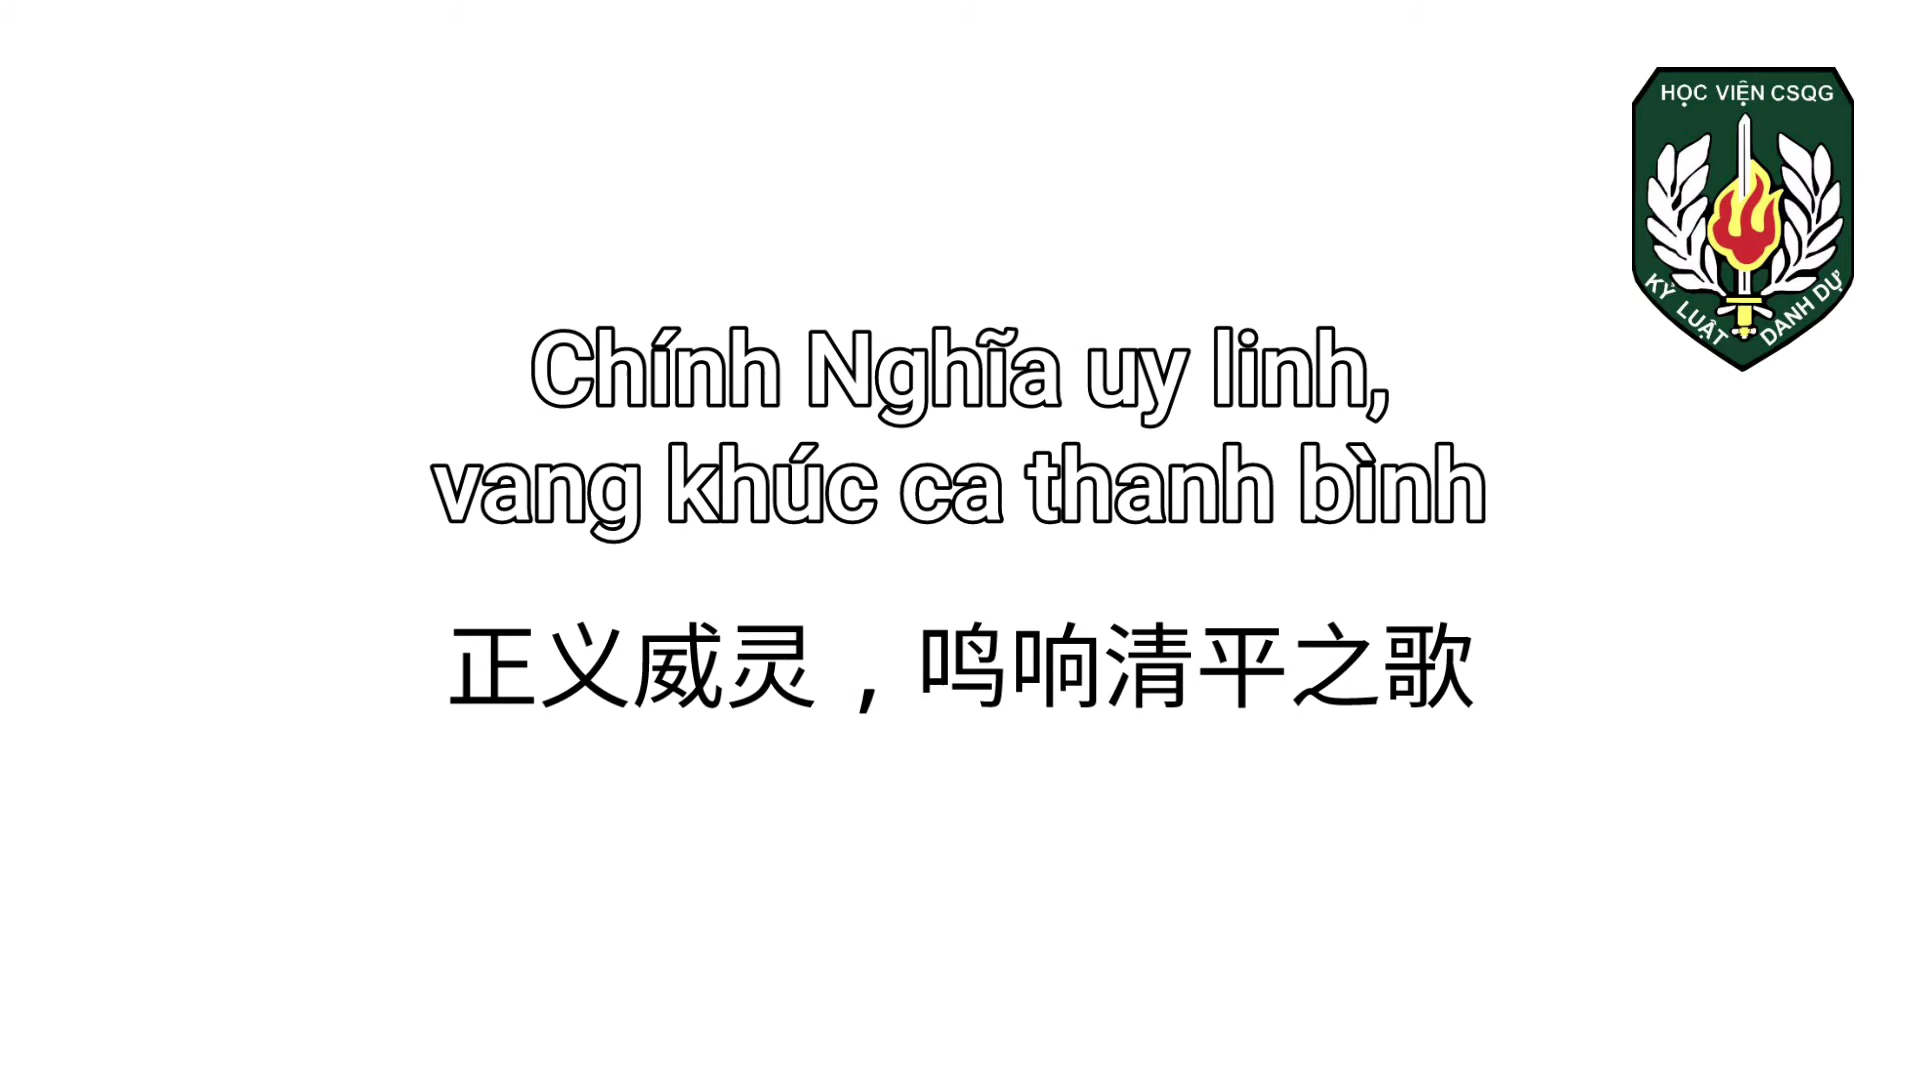 HỌC VIỆN CSQG
KỶ LUẬT DANH DỰ
Chính Nghĩa uy linh,
vang khúc ca thanh bình
正义威灵，鸣响清平之歌